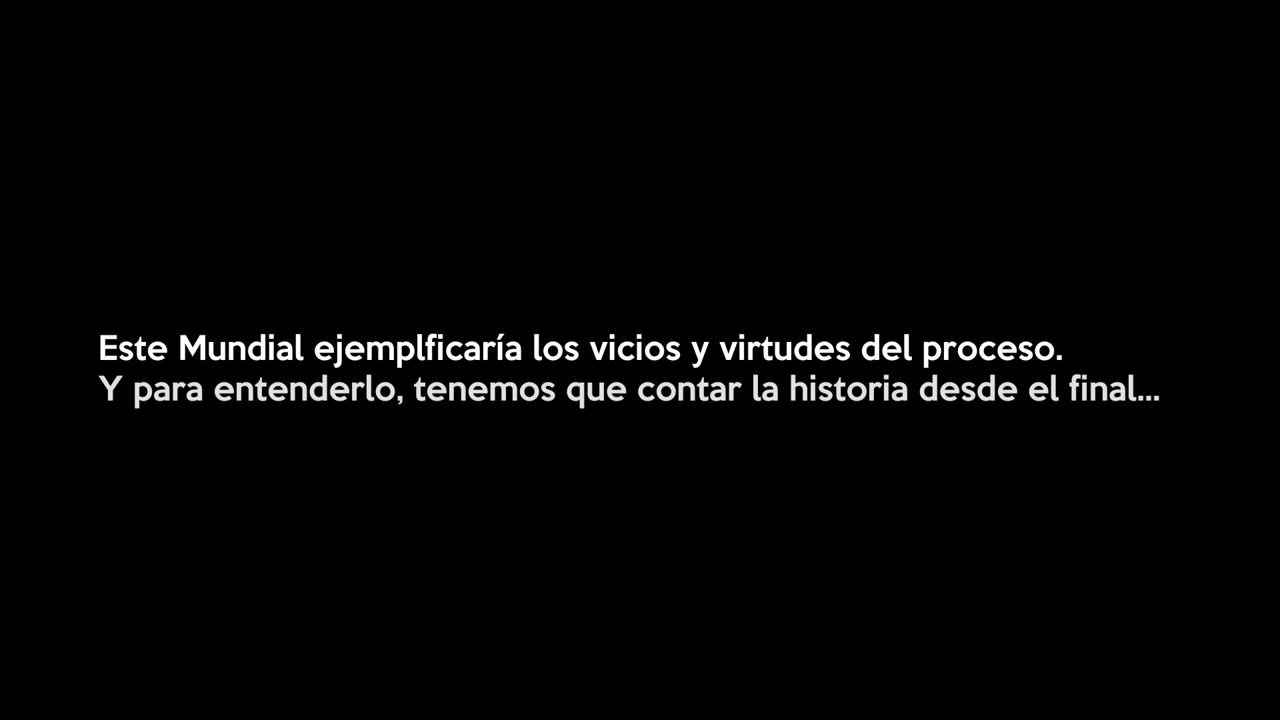 Este Mundial ejemplficaría los vicios y virtudes del proceso.
Y para entenderlo, tenemos que contar la historia desde el final...